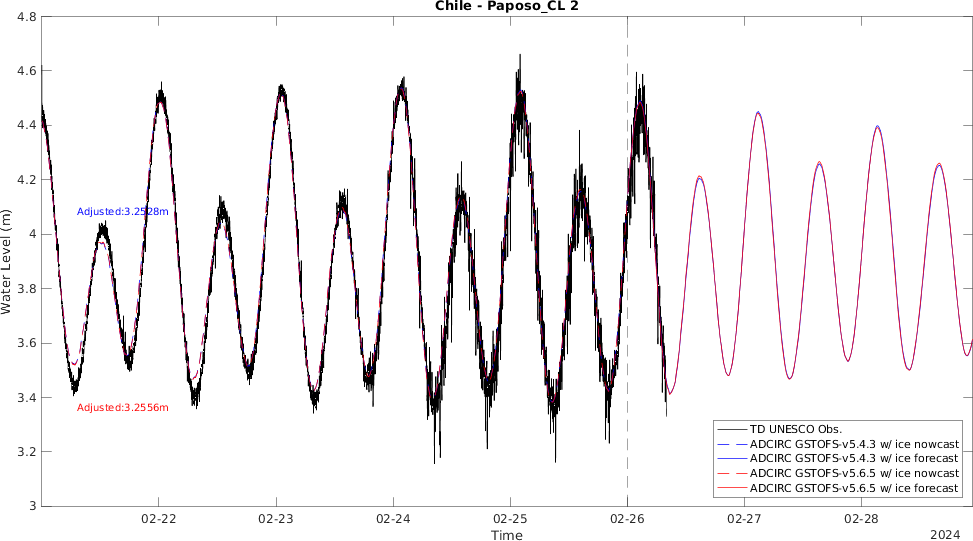 Chile - Paposo_CL 2
4.8
4.6
4.4
4.2
4
3.8
3.6
3.4
3.2
3
Water Level (m)
Adjusted:3.2528m
Adjusted:3.2556m
TD UNESCO Obs.
ADCIRC GSTOFS-v5.4.3 w/ ice nowcast
ADCIRC GSTOFS-v5.4.3 w/ ice forecast
ADCIRC GSTOFS-v5.6.5 w/ ice nowcast
ADCIRC GSTOFS-v5.6.5 w/ ice forecast
02-22 02-23 02-24 02-25 02-26 02-27 02-28
Time
2024